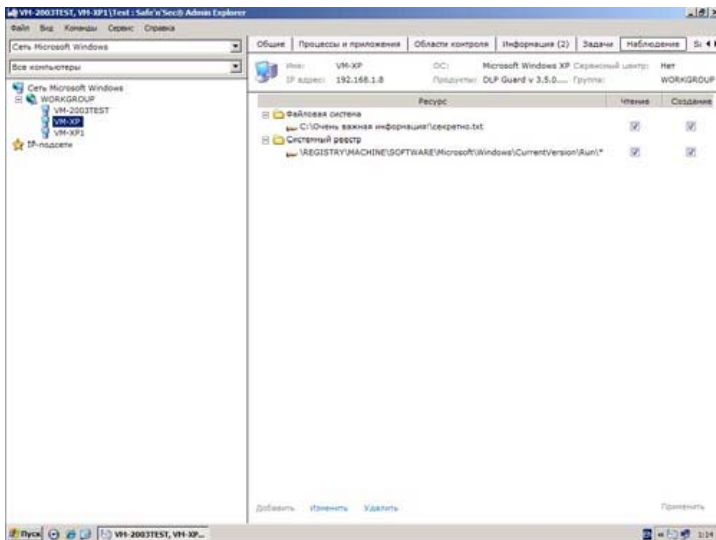 VM-2003TEST, VM-XP1\Test : Safe'n'Sec® Admin Explorer
Файл Вид Команды Сервис Справка
Сеть Microsoft Windows
Все компьютеры
Сеть Microsoft Windows
WORKGROUP
VM-2003TEST
VM-XP
VM-XP1
IP-подсети
Общие Процессы и приложения Области контроля Информация (2) Задачи Наблюдение
Имя: VM-XP ОС: Microsoft Windows XP Сервисный центр: Нет
IP адрес: 192.168.1.8 Продукты: DLP Guard v 3.5.0.... Группа: WORKGROUP
Ресурс Чтение Создание
Файловая система
C:\Очень важная информация!\секретно.txt
Системный реестр
\REGISTRY\MACHINE\SOFTWARE\Microsoft\Windows\CurrentVersion\Run\*
Добавить Изменить Удалить Применить
Пуск VM-2003TEST, VM-XP... 1:14